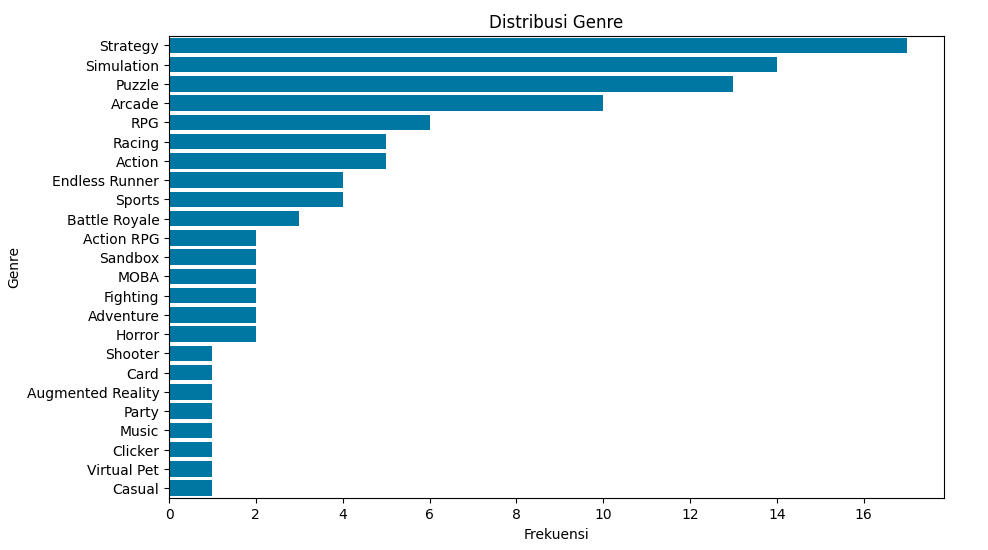 Distribusi Genre
Strategy
Simulation
Puzzle
Arcade
RPG
Racing
Action
Endless Runner
Sports
Battle Royale
Action RPG
Sandbox
MOBA
Fighting
Adventure
Horror
Shooter
Card
Augmented Reality
Party
Music
Clicker
Virtual Pet
Casual
Genre
0 2 4 6 8 10 12 14 16
Frekuensi